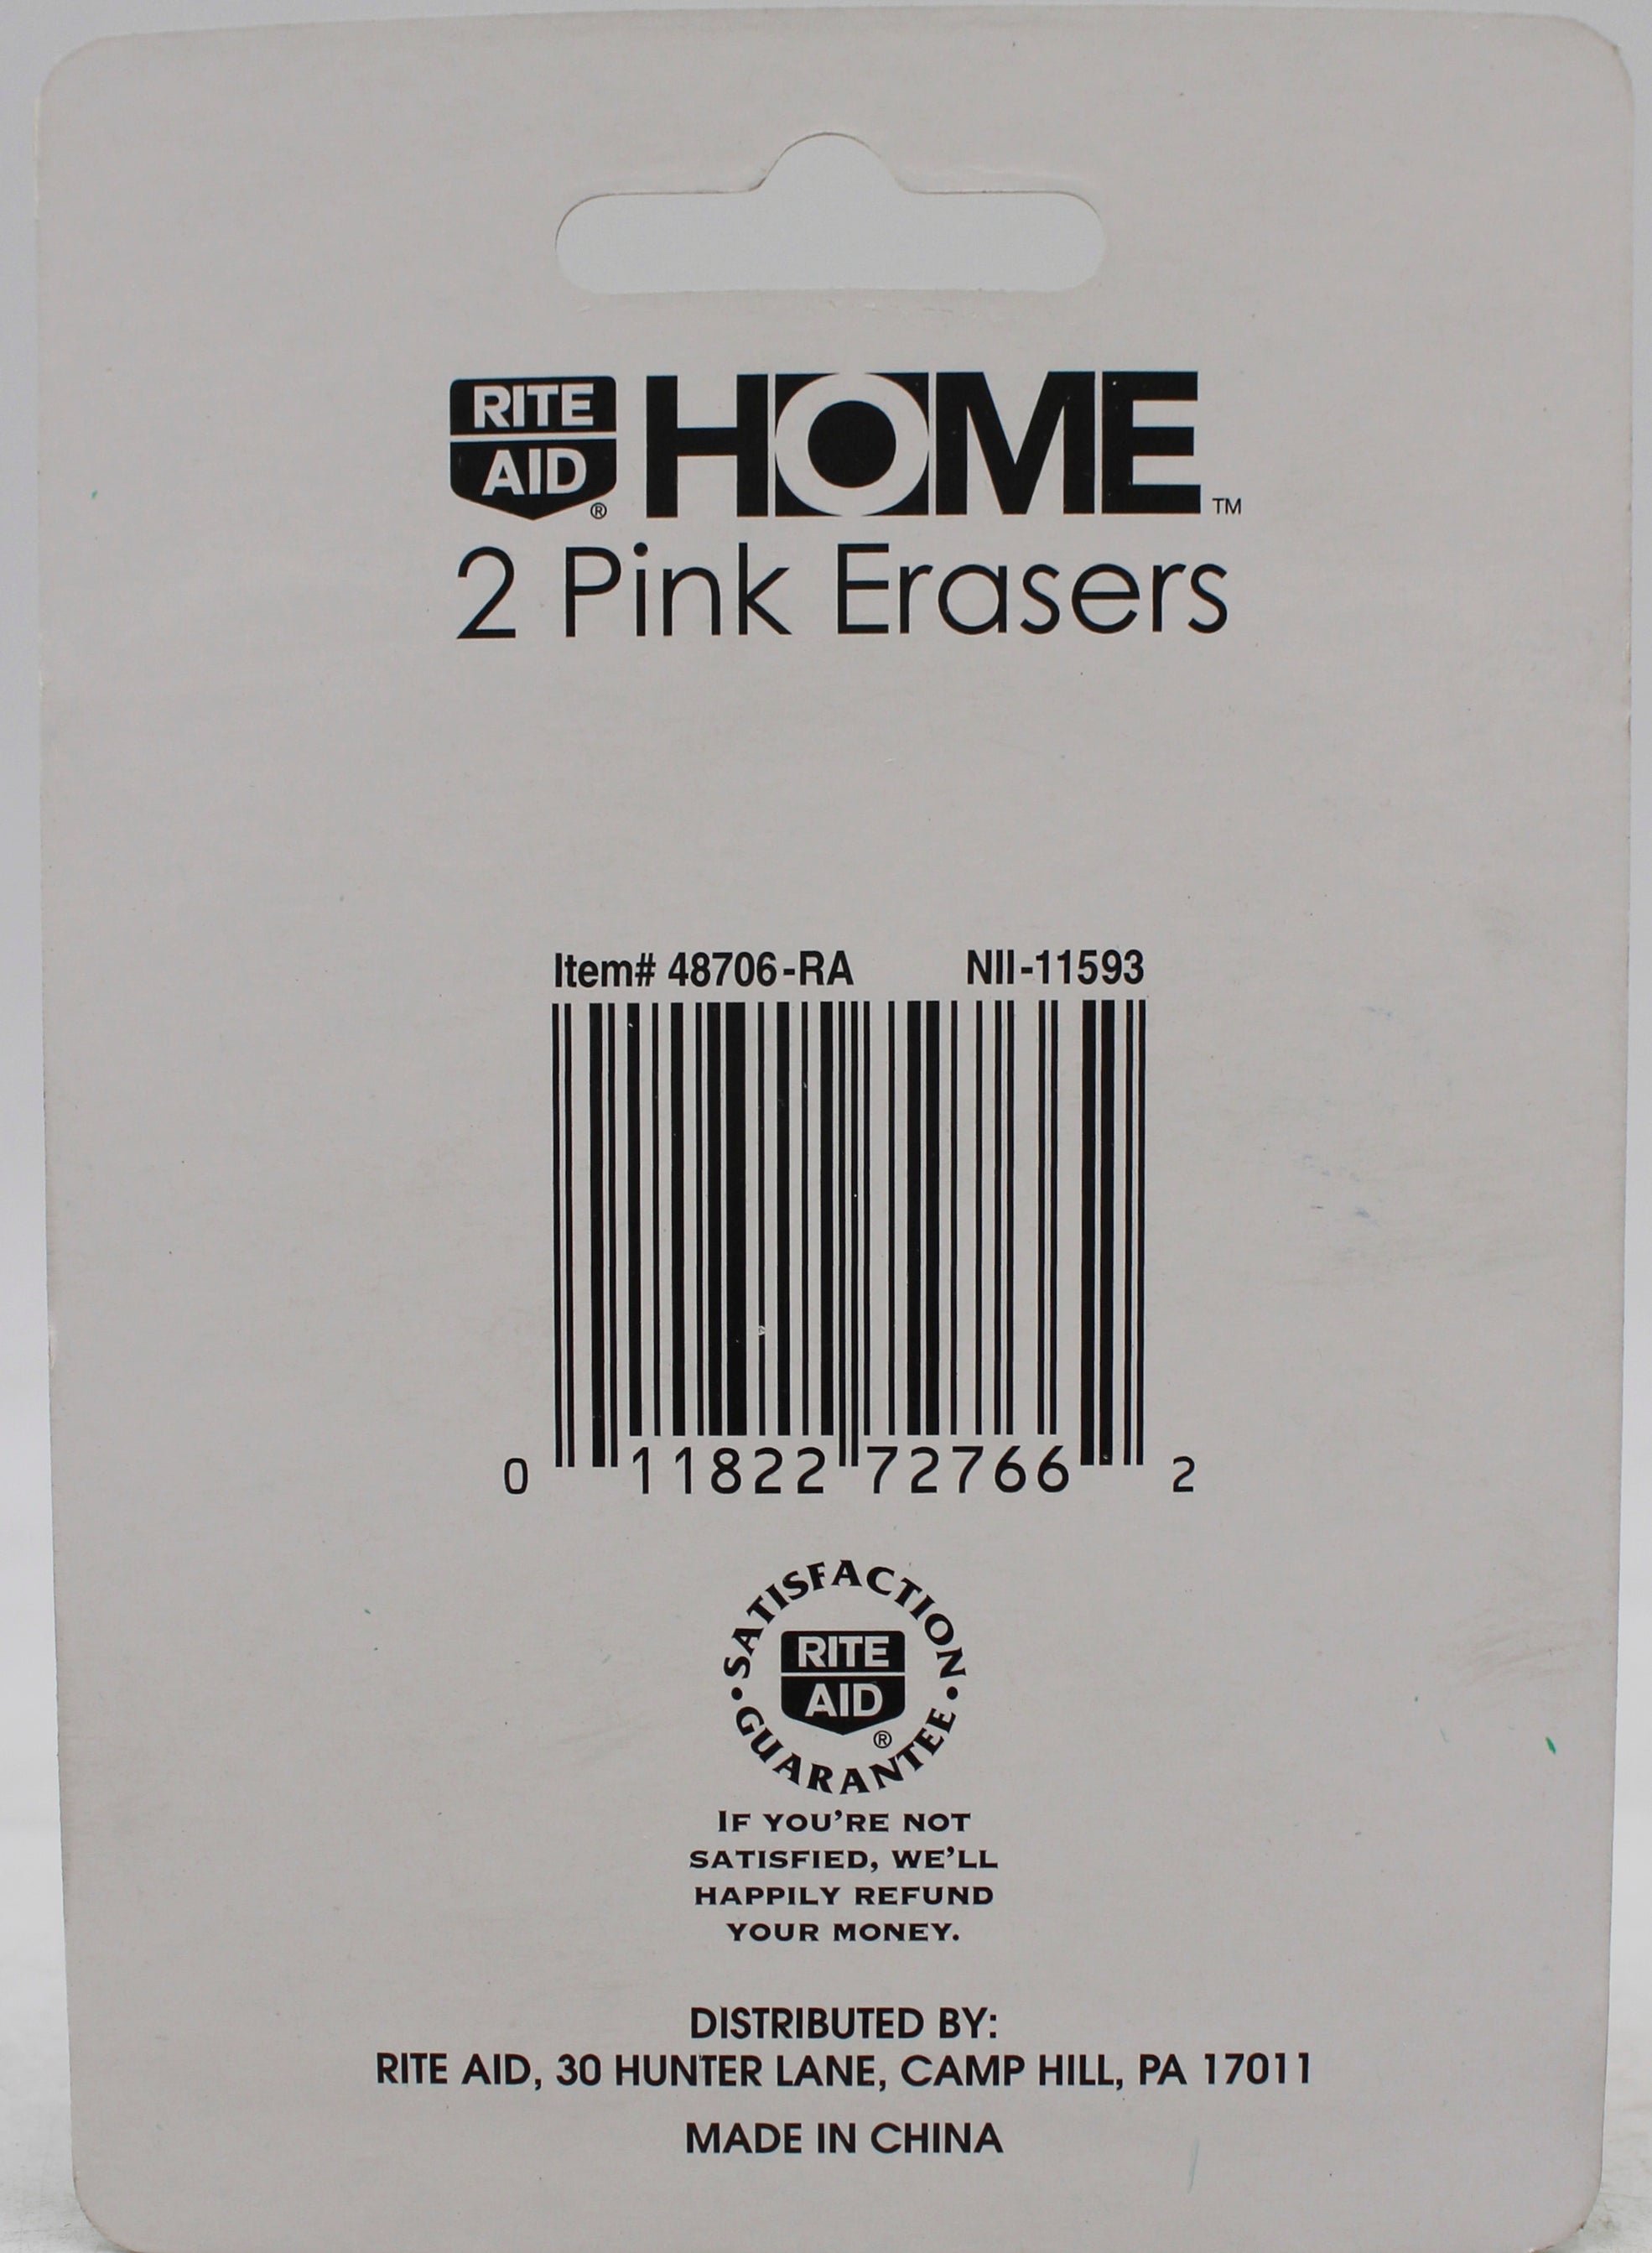 RITE AID® HOME™
2 Pink Erasers
Item# 48706-RA NII-11593
0 11822 72766 2
SATISFACTION
RITE
AID®
GUARANTEE
IF YOU'RE NOT
SATISFIED, WE'LL
HAPPILY REFUND
YOUR MONEY.
DISTRIBUTED BY:
RITE AID, 30 HUNTER LANE, CAMP HILL, PA 17011
MADE IN CHINA